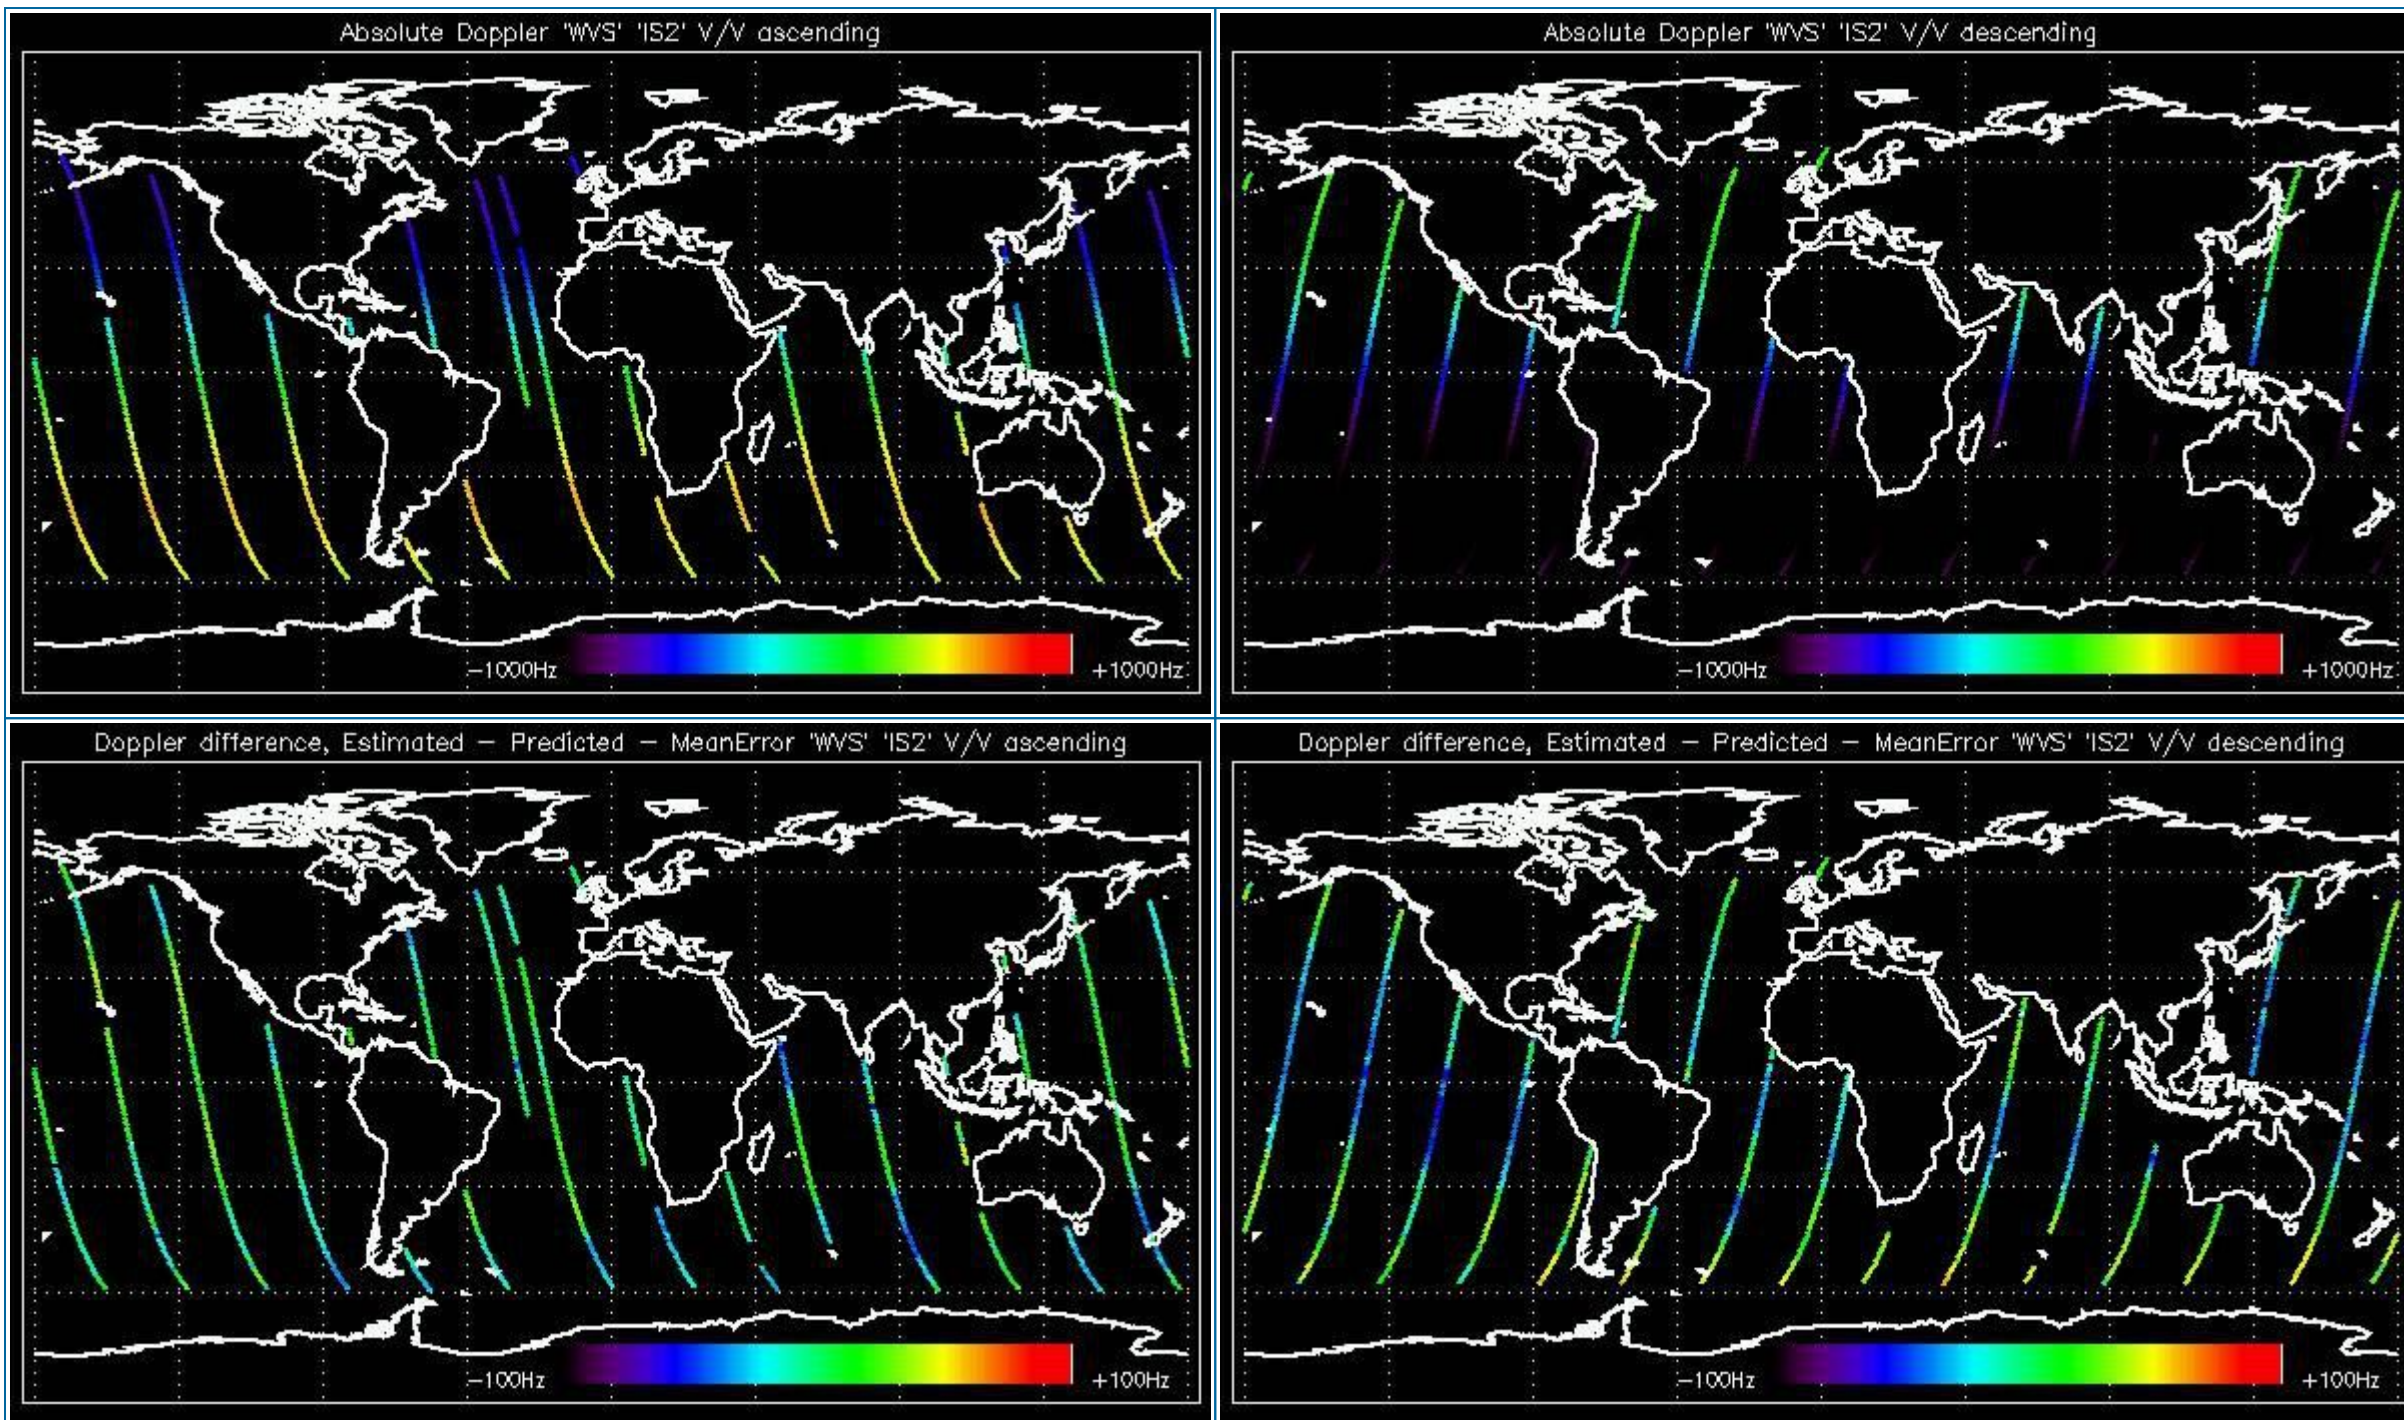 Absolute Doppler 'WVS' 'IS2' V/V ascending
-1000Hz +1000Hz
Absolute Doppler 'WVS' 'IS2' V/V descending
-1000Hz +1000Hz
Doppler difference, Estimated - Predicted - MeanError 'WVS' 'IS2' V/V ascending
-100Hz +100Hz
Doppler difference, Estimated - Predicted - MeanError 'WVS' 'IS2' V/V descending
-100Hz +100Hz